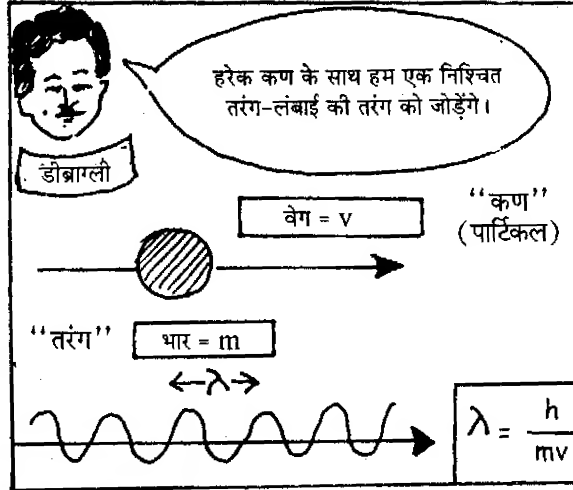 हरेक कण के साथ हम एक निश्चित
तरंग-लंबाई की तरंग को जोड़ेंगे।
डीब्राग्ली
वेग = v
“कण”
(पार्टिकल)
“तरंग”
भार = m
←λ→
λ = h / mv